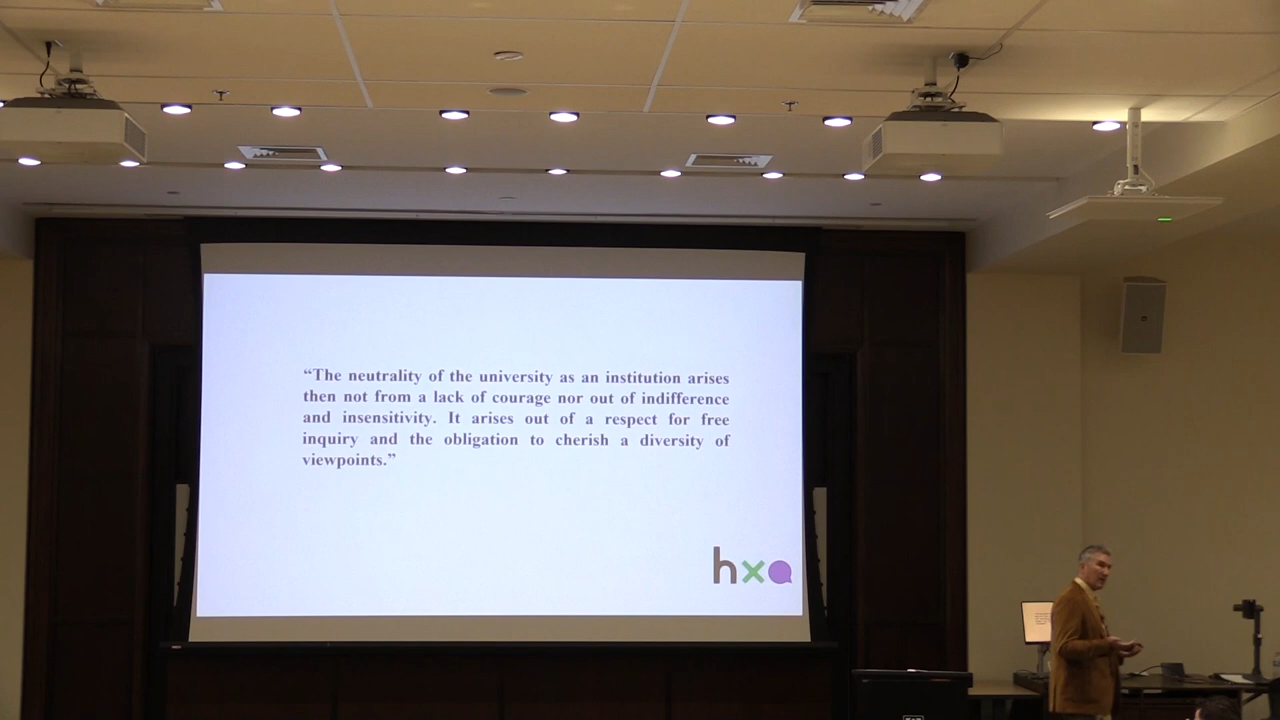 “The neutrality of the university as an institution arises
then not from a lack of courage nor out of indifference
and insensitivity. It arises out of a respect for free
inquiry and the obligation to cherish a diversity of
viewpoints.”
hxa